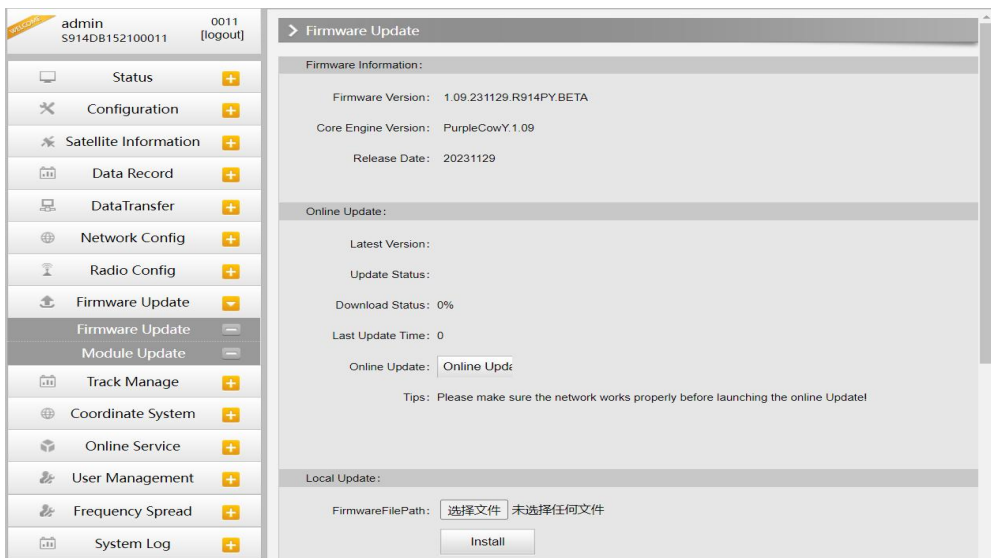 WELCOME
admin
0011
S914DB152100011
[logout]
Status
Configuration
Satellite Information
Data Record
DataTransfer
Network Config
Radio Config
Firmware Update
Firmware Update
Module Update
Track Manage
Coordinate System
Online Service
User Management
Frequency Spread
System Log
Firmware Update
Firmware Information:
Firmware Version: 1.09.231129.R914PY.BETA
Core Engine Version: PurpleCowY.1.09
Release Date: 20231129
Online Update:
Latest Version:
Update Status:
Download Status: 0%
Last Update Time: 0
Online Update: Online Upda
Tips: Please make sure the network works properly before launching the online Update!
Local Update:
FirmwareFilePath: 选择文件 未选择任何文件
Install